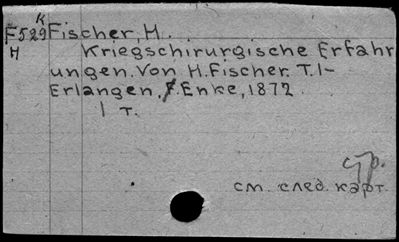 K
F529 Fischer, H.
H Kriegschirurgische Erfahr
ungen. Von H. Fischer. T. I-
Erlangen, F. Enke, 1872.
1 т.
ср.
см. след. карт.